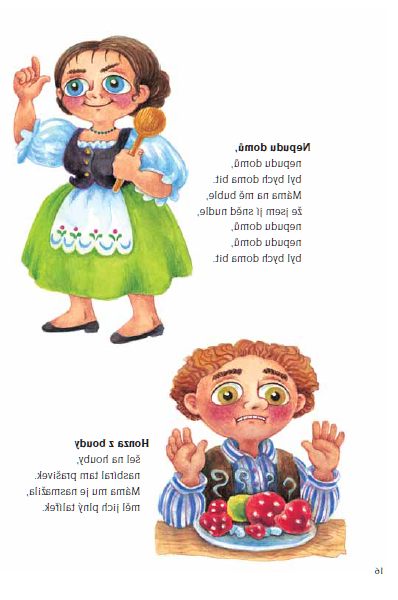 Nepudu domů,
nepudu domů,
byl bych doma bit.
Máma na mě buble,
že jsem jí sněd nudle,
nepudu domů,
nepudu domů,
byl bych doma bit.
Honza z boudy
šel na houby,
nasbíral tam prašivek.
Máma mu je nasmažila,
měl jich plný talířek.
16